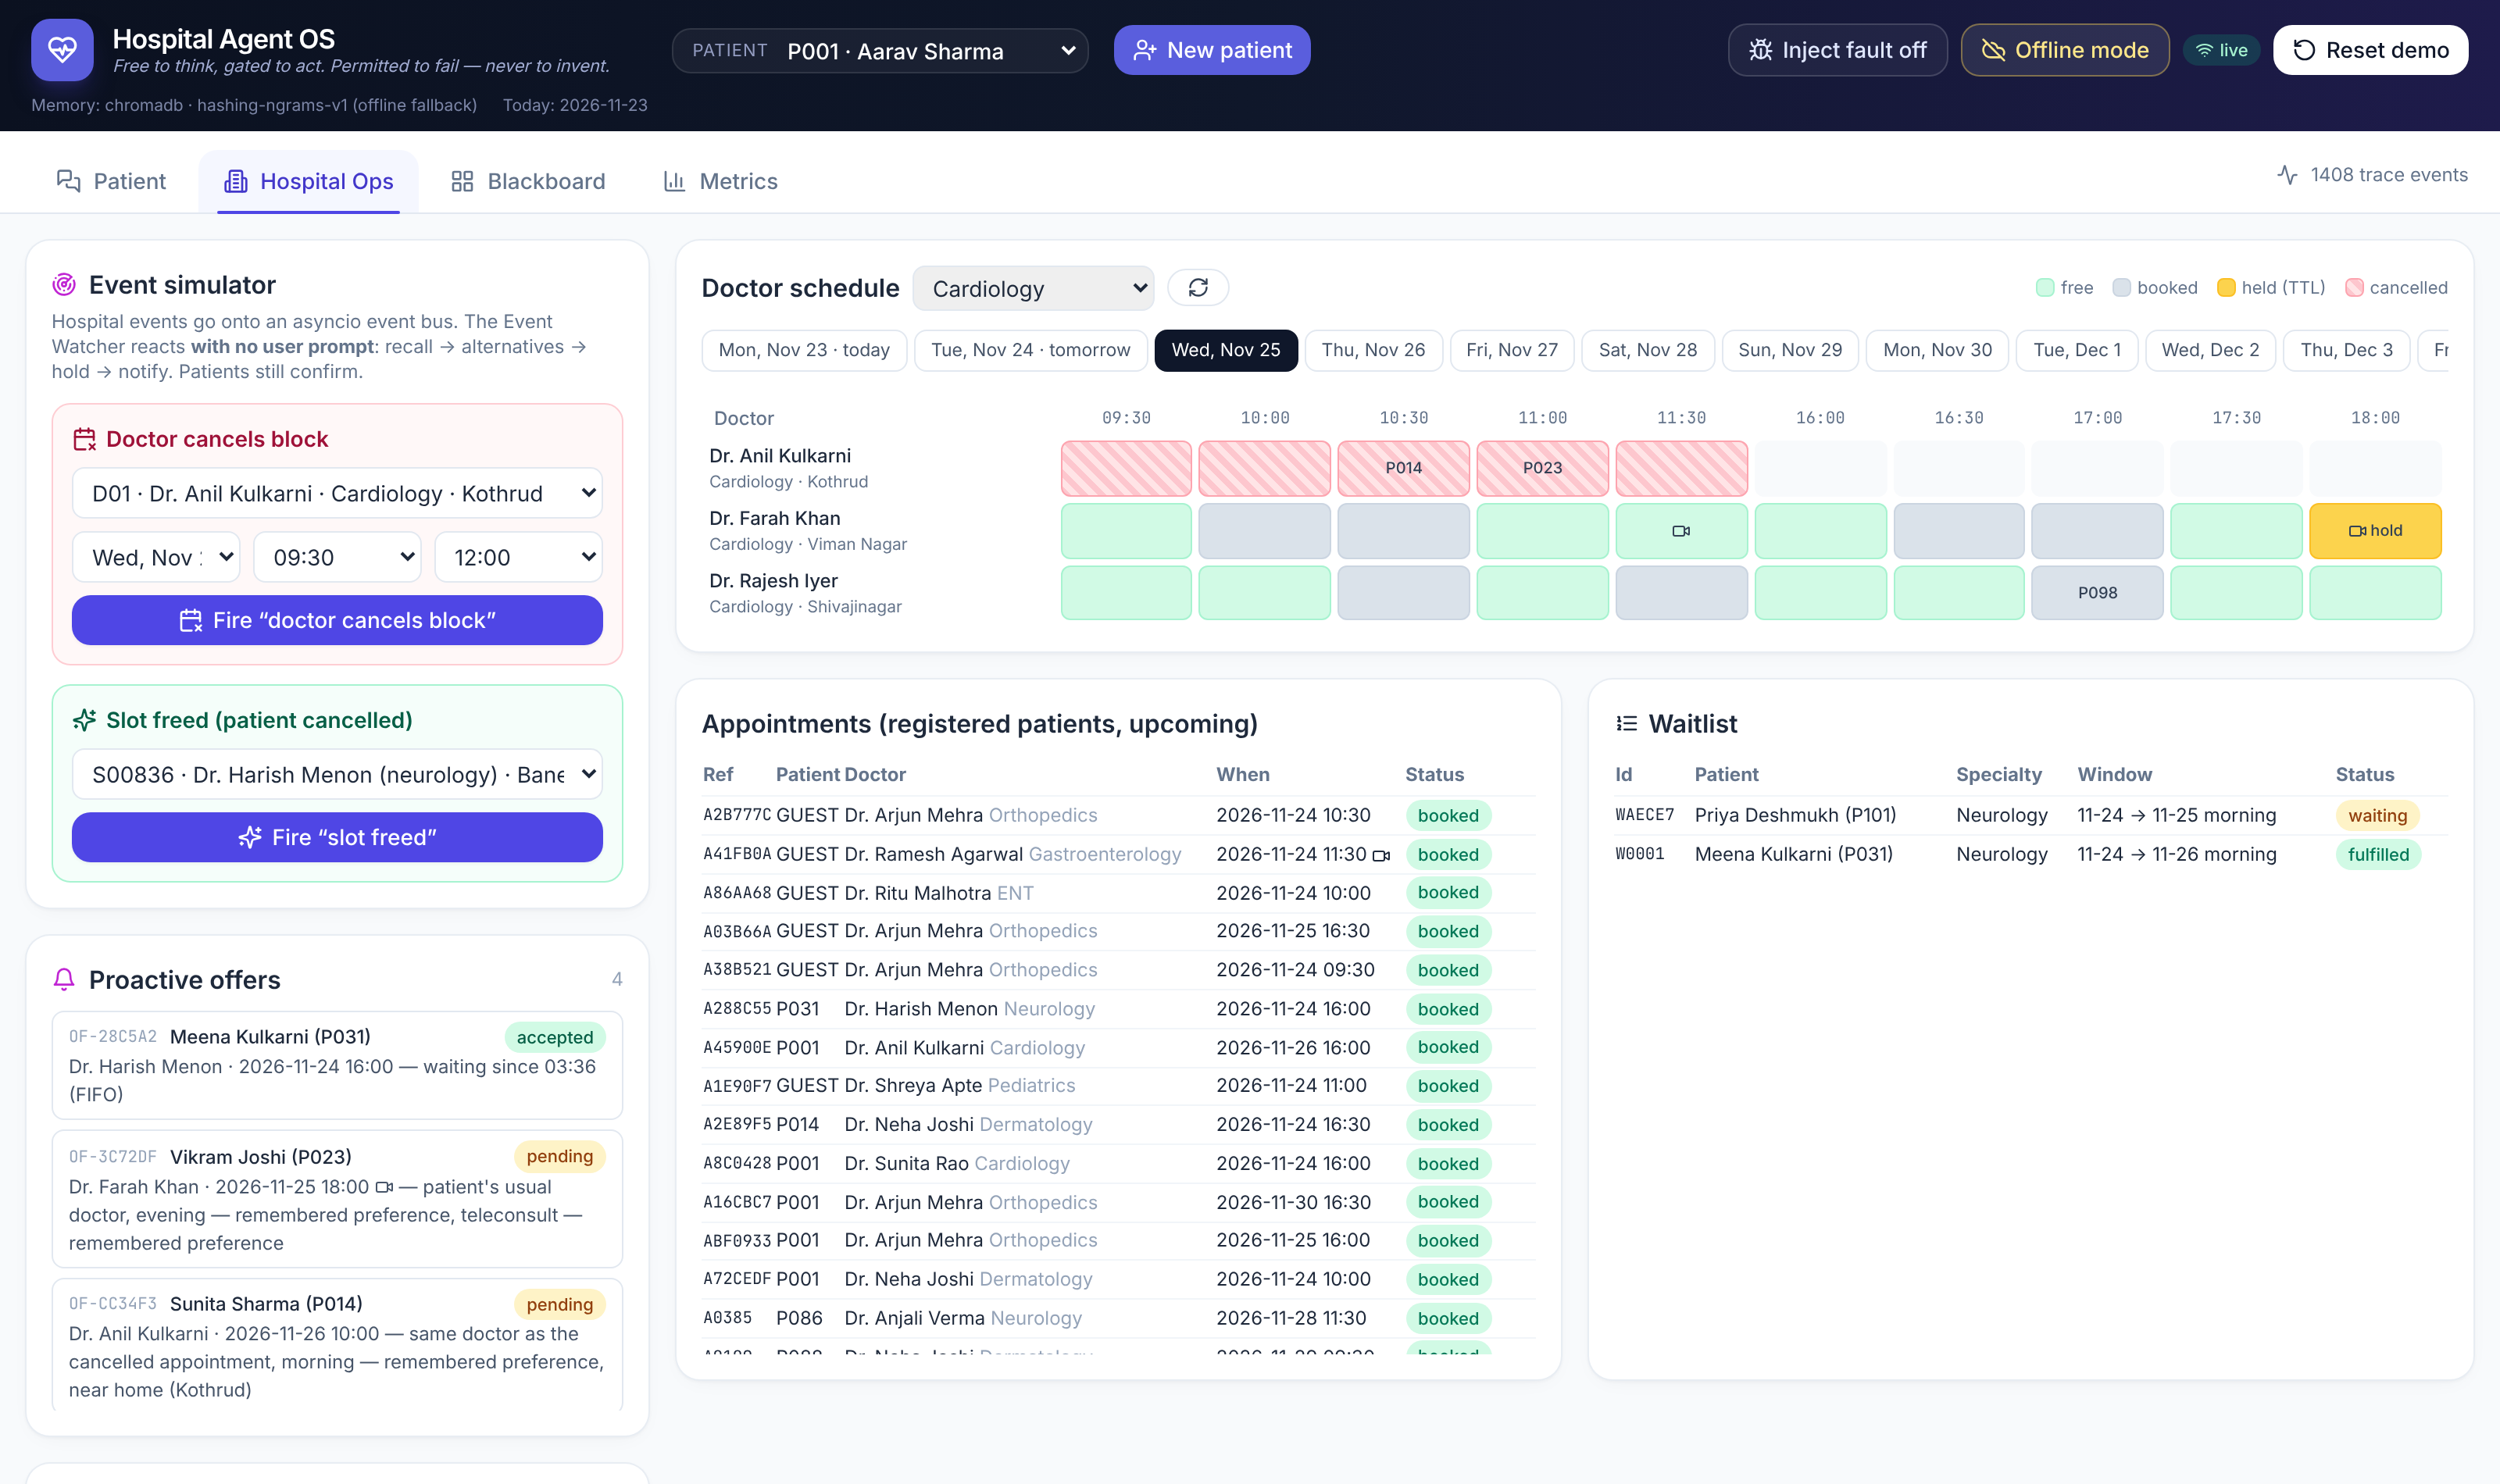 Hospital Agent OS
Free to think, gated to act. Permitted to fail — never to invent.
Memory: chromadb · hashing-ngrams-v1 (offline fallback) Today: 2026-11-23
PATIENT P001 · Aarav Sharma
New patient
Inject fault off
Offline mode
live
Reset demo
Patient
Hospital Ops
Blackboard
Metrics
1408 trace events
Event simulator
Hospital events go onto an asyncio event bus. The Event
Watcher reacts with no user prompt: recall → alternatives →
hold → notify. Patients still confirm.
Doctor cancels block
D01 · Dr. Anil Kulkarni · Cardiology · Kothrud
Wed, Nov
09:30
12:00
Fire “doctor cancels block”
Slot freed (patient cancelled)
S00836 · Dr. Harish Menon (neurology) · Bane
Fire “slot freed”
Proactive offers 4
OF-28C5A2 Meena Kulkarni (P031) accepted
Dr. Harish Menon · 2026-11-24 16:00 — waiting since 03:36
(FIFO)
OF-3C72DF Vikram Joshi (P023) pending
Dr. Farah Khan · 2026-11-25 18:00 — patient's usual
doctor, evening — remembered preference, teleconsult —
remembered preference
OF-CC34F3 Sunita Sharma (P014) pending
Dr. Anil Kulkarni · 2026-11-26 10:00 — same doctor as the
cancelled appointment, morning — remembered preference,
near home (Kothrud)
Doctor schedule
Cardiology
free booked held (TTL) cancelled
Mon, Nov 23 · today
Tue, Nov 24 · tomorrow
Wed, Nov 25
Thu, Nov 26
Fri, Nov 27
Sat, Nov 28
Sun, Nov 29
Mon, Nov 30
Tue, Dec 1
Wed, Dec 2
Thu, Dec 3
Fr
Doctor 09:30 10:00 10:30 11:00 11:30 16:00 16:30 17:00 17:30 18:00
Dr. Anil Kulkarni
Cardiology · Kothrud
P014 P023
Dr. Farah Khan
Cardiology · Viman Nagar
hold
Dr. Rajesh Iyer
Cardiology · Shivajinagar
P098
Appointments (registered patients, upcoming)
Ref Patient Doctor When Status
A2B777C GUEST Dr. Arjun Mehra Orthopedics 2026-11-24 10:30 booked
A41FB0A GUEST Dr. Ramesh Agarwal Gastroenterology 2026-11-24 11:30 booked
A86AA68 GUEST Dr. Ritu Malhotra ENT 2026-11-24 10:00 booked
A03B66A GUEST Dr. Arjun Mehra Orthopedics 2026-11-25 16:30 booked
A38B521 GUEST Dr. Arjun Mehra Orthopedics 2026-11-24 09:30 booked
A288C55 P031 Dr. Harish Menon Neurology 2026-11-24 16:00 booked
A45900E P001 Dr. Anil Kulkarni Cardiology 2026-11-26 16:00 booked
A1E90F7 GUEST Dr. Shreya Apte Pediatrics 2026-11-24 11:00 booked
A2E89F5 P014 Dr. Neha Joshi Dermatology 2026-11-24 16:30 booked
A8C0428 P001 Dr. Sunita Rao Cardiology 2026-11-24 16:00 booked
A16CBC7 P001 Dr. Arjun Mehra Orthopedics 2026-11-30 16:30 booked
ABF0933 P001 Dr. Arjun Mehra Orthopedics 2026-11-25 16:00 booked
A72CEDF P001 Dr. Neha Joshi Dermatology 2026-11-24 10:00 booked
A0385 P086 Dr. Anjali Verma Neurology 2026-11-28 11:30 booked
Waitlist
Id Patient Specialty Window Status
WAECE7 Priya Deshmukh (P101) Neurology 11-24 → 11-25 morning waiting
W0001 Meena Kulkarni (P031) Neurology 11-24 → 11-26 morning fulfilled